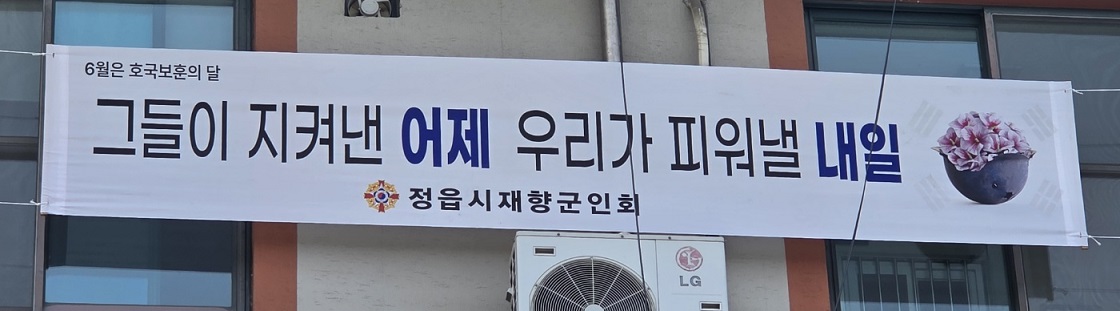 6월은 호국보훈의 달
그들이 지켜낸 어제 우리가 피워낼 내일
정읍시재향군인회
LG